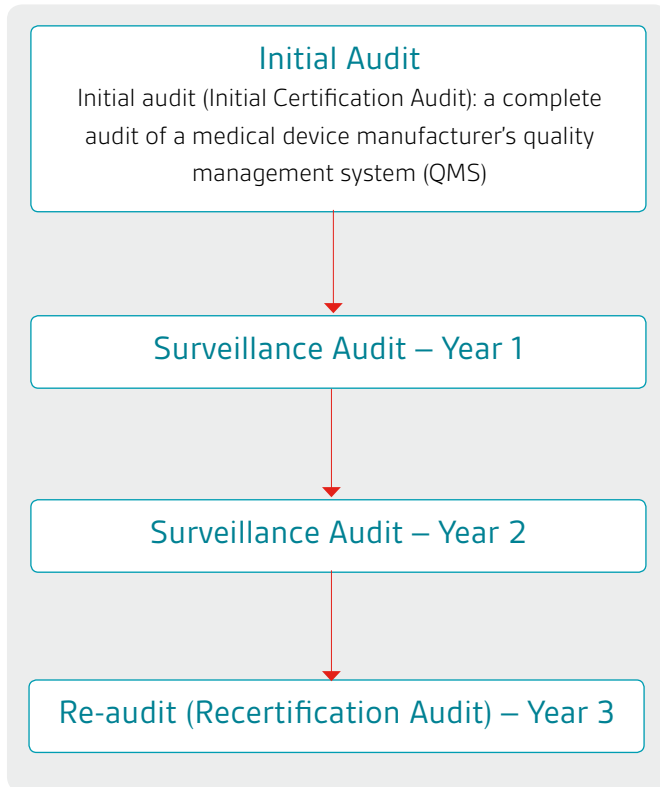 Initial Audit
Initial audit (Initial Certification Audit): a complete
audit of a medical device manufacturer’s quality
management system (QMS)
Surveillance Audit – Year 1
Surveillance Audit – Year 2
Re-audit (Recertification Audit) – Year 3